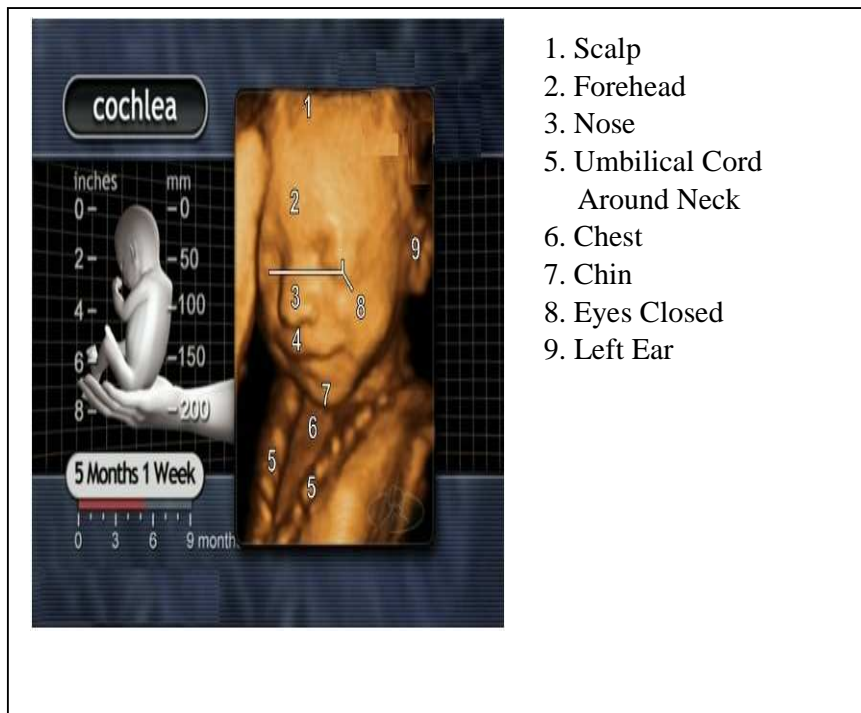 cochlea
inches mm
0 0
2 50
4 100
6 150
8 200
5 Months 1 Week
0 3 6 9 months
1
2
9
3
8
4
7
6
5
5
1. Scalp
2. Forehead
3. Nose
5. Umbilical Cord
Around Neck
6. Chest
7. Chin
8. Eyes Closed
9. Left Ear